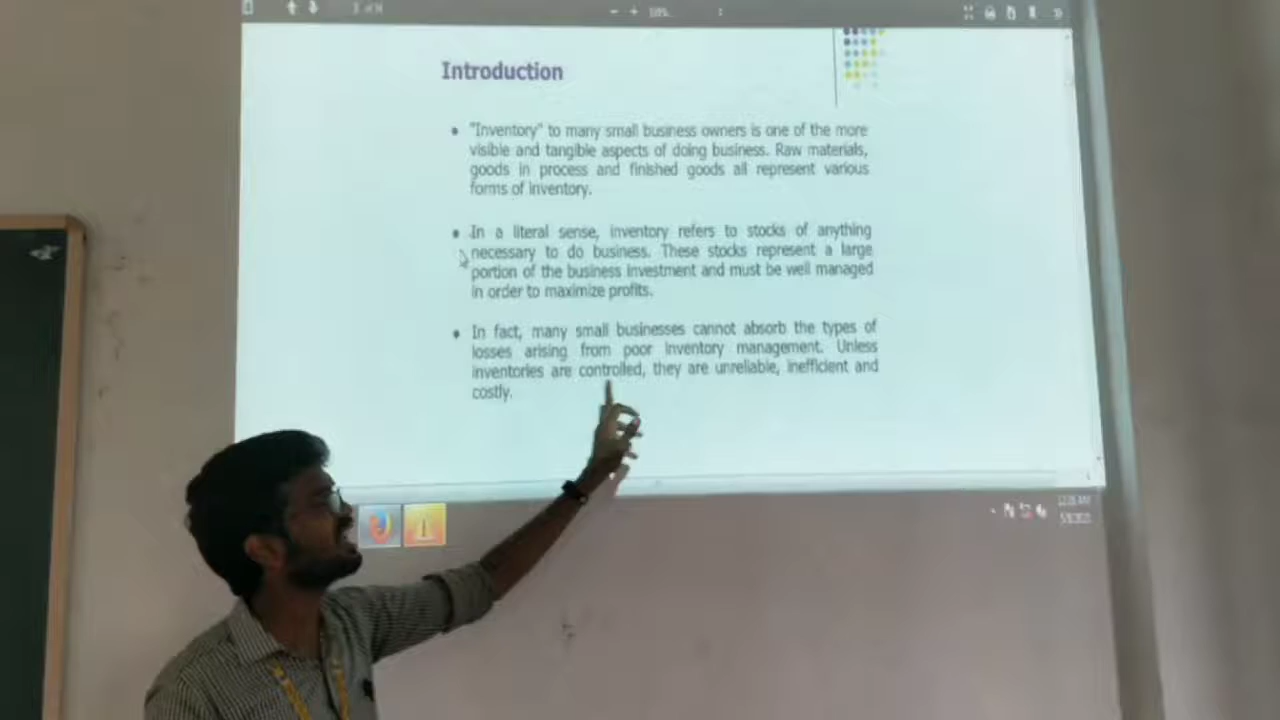 Introduction
"Inventory" to many small business owners is one of the more
visible and tangible aspects of doing business. Raw materials,
goods in process and finished goods all represent various
forms of inventory.
In a literal sense, inventory refers to stocks of anything
necessary to do business. These stocks represent a large
portion of the business investment and must be well managed
in order to maximize profits.
In fact, many small businesses cannot absorb the types of
losses arising from poor inventory management. Unless
inventories are controlled, they are unreliable, inefficient and
costly.